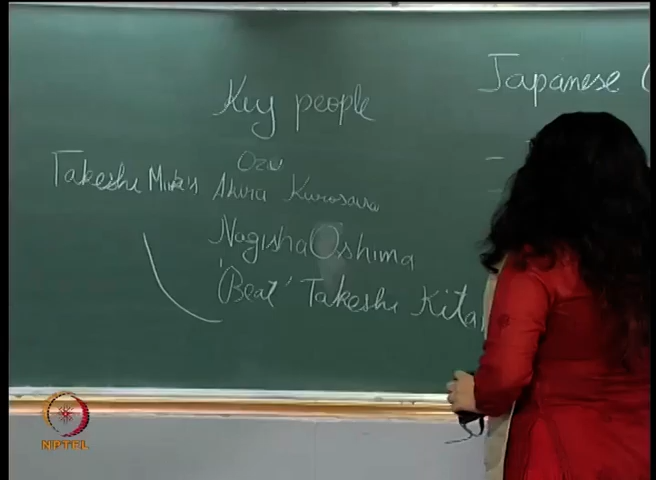 Key people
Japanese
Ozu
Takeshi Miike's Akira Kurosawa
Nagisha Oshima
'Beat' Takeshi Kita
NPTEL